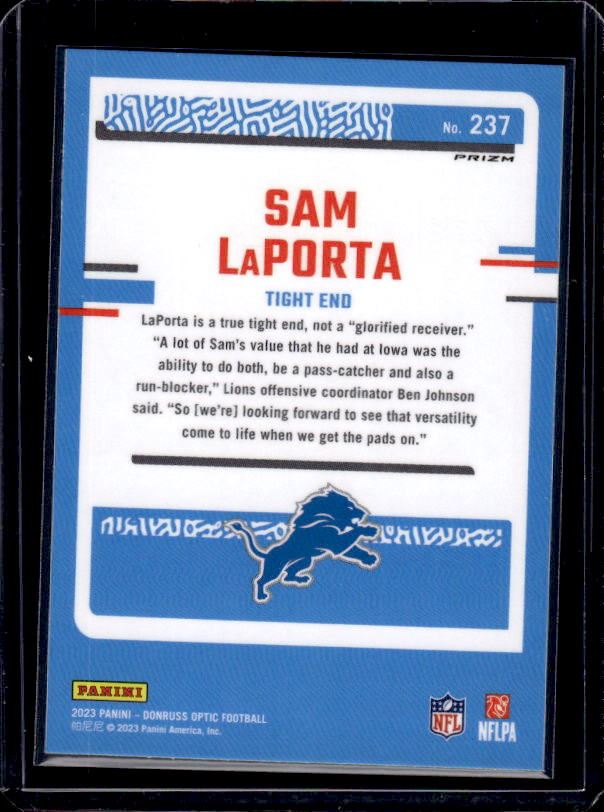 No. 237
PRIZM
SAM
LaPORTA
TIGHT END
LaPorta is a true tight end, not a “glorified receiver.”
“A lot of Sam’s value that he had at Iowa was the
ability to do both, be a pass-catcher and also a
run-blocker,” Lions offensive coordinator Ben Johnson
said. “So [we’re] looking forward to see that versatility
come to life when we get the pads on.”
PANINI
2023 PANINI – DONRUSS OPTIC FOOTBALL
帕尼尼 © 2023 Panini America, Inc.
NFL
NFLPA